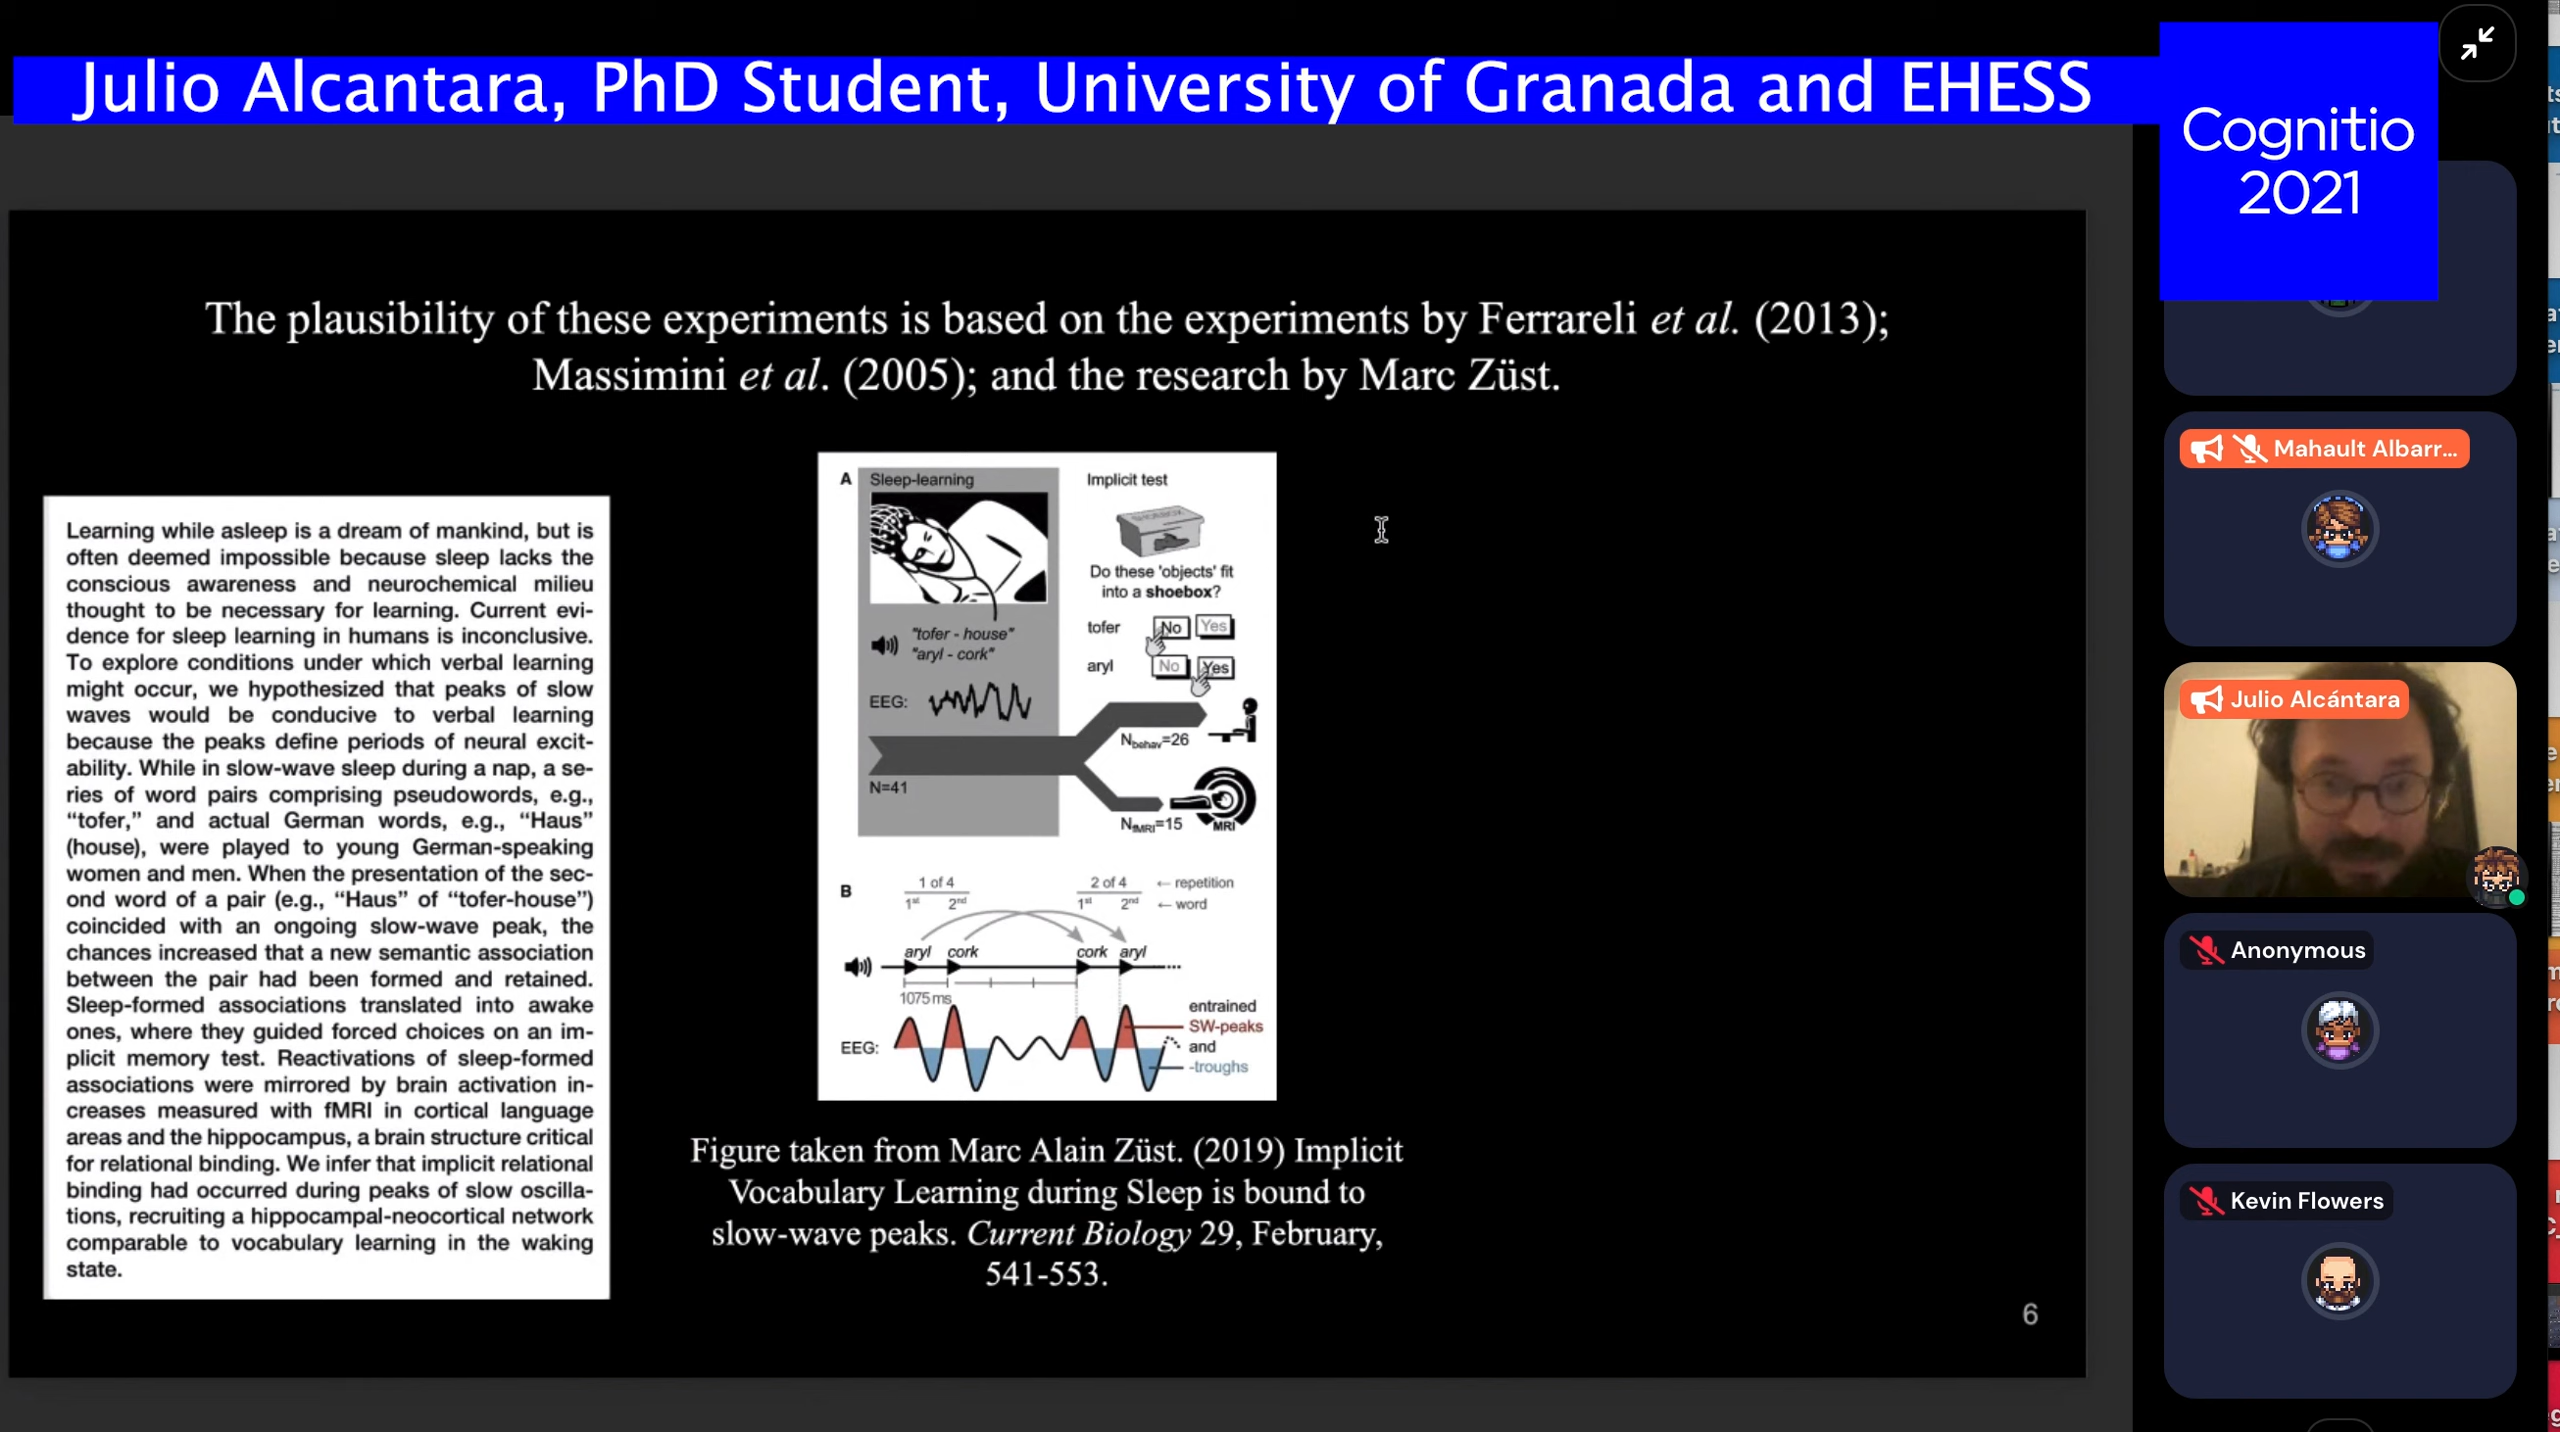 Julio Alcantara, PhD Student, University of Granada and EHESS
Cognitio
2021
The plausibility of these experiments is based on the experiments by Ferrareli et al. (2013);
Massimini et al. (2005); and the research by Marc Züst.
Learning while asleep is a dream of mankind, but is
often deemed impossible because sleep lacks the
conscious awareness and neurochemical milieu
thought to be necessary for learning. Current evi-
dence for sleep learning in humans is inconclusive.
To explore conditions under which verbal learning
might occur, we hypothesized that peaks of slow
waves would be conducive to verbal learning
because the peaks define periods of neural excit-
ability. While in slow-wave sleep during a nap, a se-
ries of word pairs comprising pseudowords, e.g.,
“tofer,” and actual German words, e.g., “Haus”
(house), were played to young German-speaking
women and men. When the presentation of the sec-
ond word of a pair (e.g., “Haus” of “tofer-house”)
coincided with an ongoing slow-wave peak, the
chances increased that a new semantic association
between the pair had been formed and retained.
Sleep-formed associations translated into awake
ones, where they guided forced choices on an im-
plicit memory test. Reactivations of sleep-formed
associations were mirrored by brain activation in-
creases measured with fMRI in cortical language
areas and the hippocampus, a brain structure critical
for relational binding. We infer that implicit relational
binding had occurred during peaks of slow oscilla-
tions, recruiting a hippocampal-neocortical network
comparable to vocabulary learning in the waking
state.
A Sleep-learning
"tofer - house"
"aryl - cork"
EEG:
N=41
Implicit test
SHOEBOX
Do these 'objects' fit
into a shoebox?
tofer No Yes
aryl No Yes
Nbehav=26
NfMRI=15
MRI
B
1 of 4 2 of 4 ← repetition
1st 2nd 1st 2nd ← word
aryl cork cork aryl
1075 ms
EEG:
entrained
SW-peaks
and
-troughs
Figure taken from Marc Alain Züst. (2019) Implicit
Vocabulary Learning during Sleep is bound to
slow-wave peaks. Current Biology 29, February,
541-553.
6
Mahault Albarr...
Julio Alcántara
Anonymous
Kevin Flowers